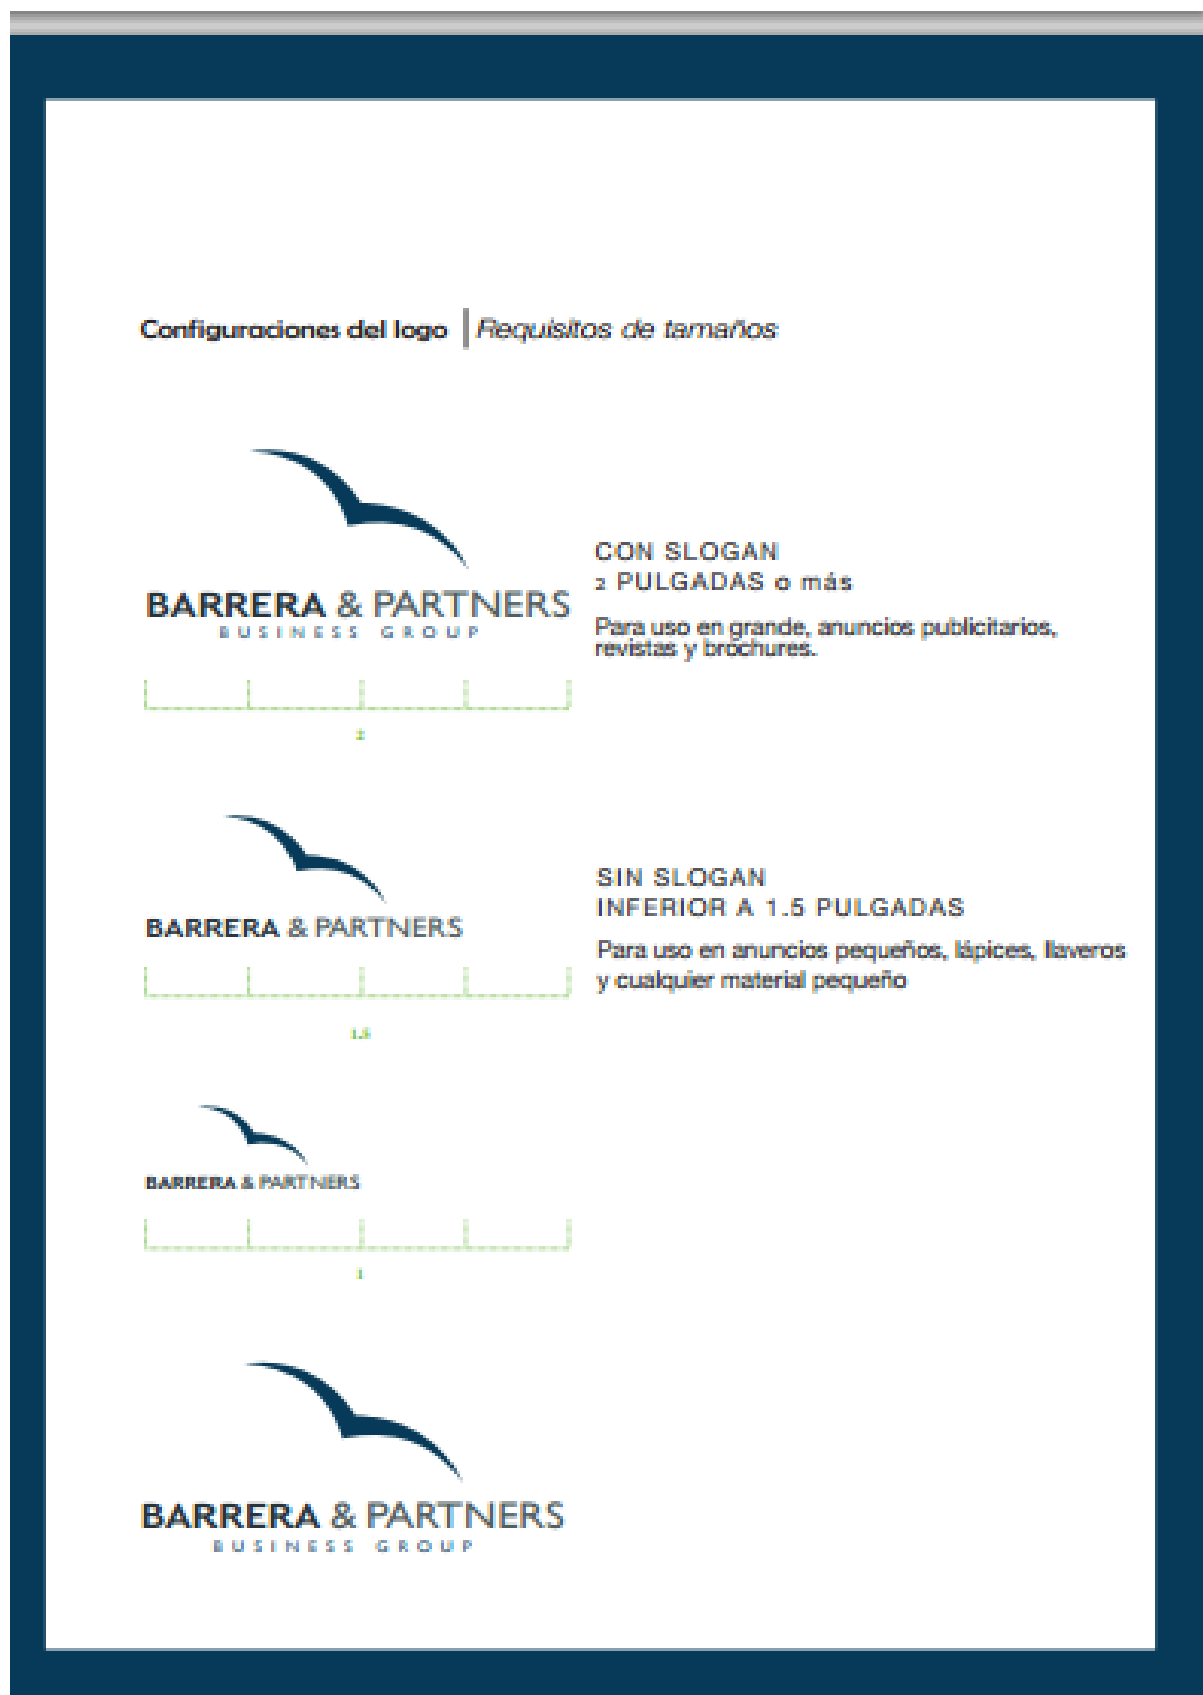 Configuraciones del logo | Requisitos de tamaños
BARRERA & PARTNERS
BUSINESS GROUP
CON SLOGAN
2 PULGADAS o más
Para uso en grande, anuncios publicitarios,
revistas y bróchures.
2
BARRERA & PARTNERS
SIN SLOGAN
INFERIOR A 1.5 PULGADAS
Para uso en anuncios pequeños, lápices, llaveros
y cualquier material pequeño
1.5
BARRERA & PARTNERS
1
BARRERA & PARTNERS
BUSINESS GROUP